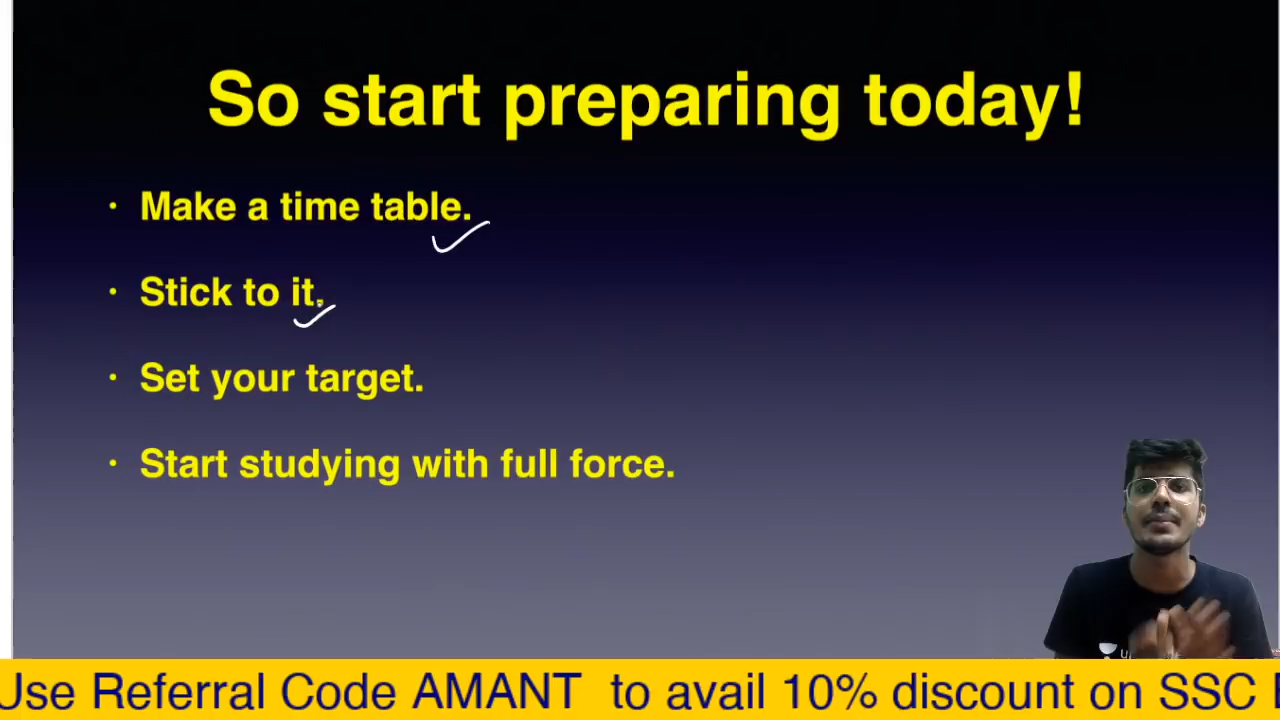 So start preparing today!
· Make a time table.
· Stick to it.
· Set your target.
· Start studying with full force.
Use Referral Code AMANT to avail 10% discount on SSC